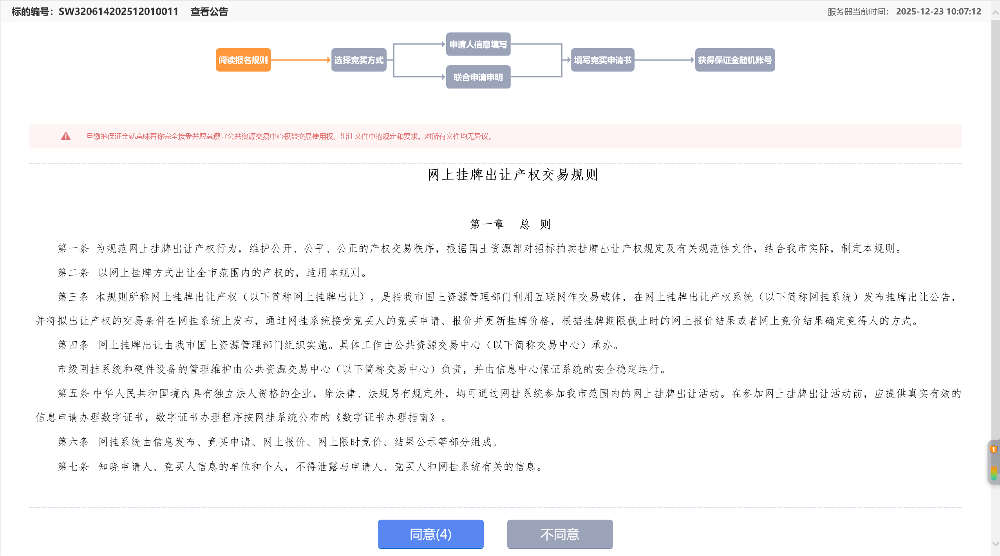 标的编号：SW320614202512010011 查看公告 服务器当前时间： 2025-12-23 10:07:12
阅读报名规则
选择竞买方式
申请人信息填写
联合申请申明
填写竞买申请书
获得保证金随机账号
一旦缴纳保证金就意味着你完全接受并愿意遵守公共资源交易中心权益交易使用权，出让文件中的规定和要求。对所有文件均无异议。
网上挂牌出让产权交易规则
第一章 总 则
第一条 为规范网上挂牌出让产权行为，维护公开、公平、公正的产权交易秩序，根据国土资源部对招标拍卖挂牌出让产权规定及有关规范性文件，结合我市实际，制定本规则。
第二条 以网上挂牌方式出让全市范围内的产权的，适用本规则。
第三条 本规则所称网上挂牌出让产权（以下简称网上挂牌出让），是指我市国土资源管理部门利用互联网作交易载体，在网上挂牌出让产权系统（以下简称网挂系统）发布挂牌出让公告，
并将拟出让产权的交易条件在网挂系统上发布，通过网挂系统接受竞买人的竞买申请、报价并更新挂牌价格，根据挂牌期限截止时的网上报价结果或者网上竞价结果确定竞得人的方式。
第四条 网上挂牌出让由我市国土资源管理部门组织实施。具体工作由公共资源交易中心（以下简称交易中心）承办。
市级网挂系统和硬件设备的管理维护由公共资源交易中心（以下简称交易中心）负责，并由信息中心保证系统的安全稳定运行。
第五条 中华人民共和国境内具有独立法人资格的企业，除法律、法规另有规定外，均可通过网挂系统参加我市范围内的网上挂牌出让活动。在参加网上挂牌出让活动前，应提供真实有效的
信息申请办理数字证书，数字证书办理程序按网挂系统公布的《数字证书办理指南》。
第六条 网挂系统由信息发布、竞买申请、网上报价、网上限时竞价、结果公示等部分组成。
第七条 知晓申请人、竞买人信息的单位和个人，不得泄露与申请人、竞买人和网挂系统有关的信息。
1
同意(4) 不同意